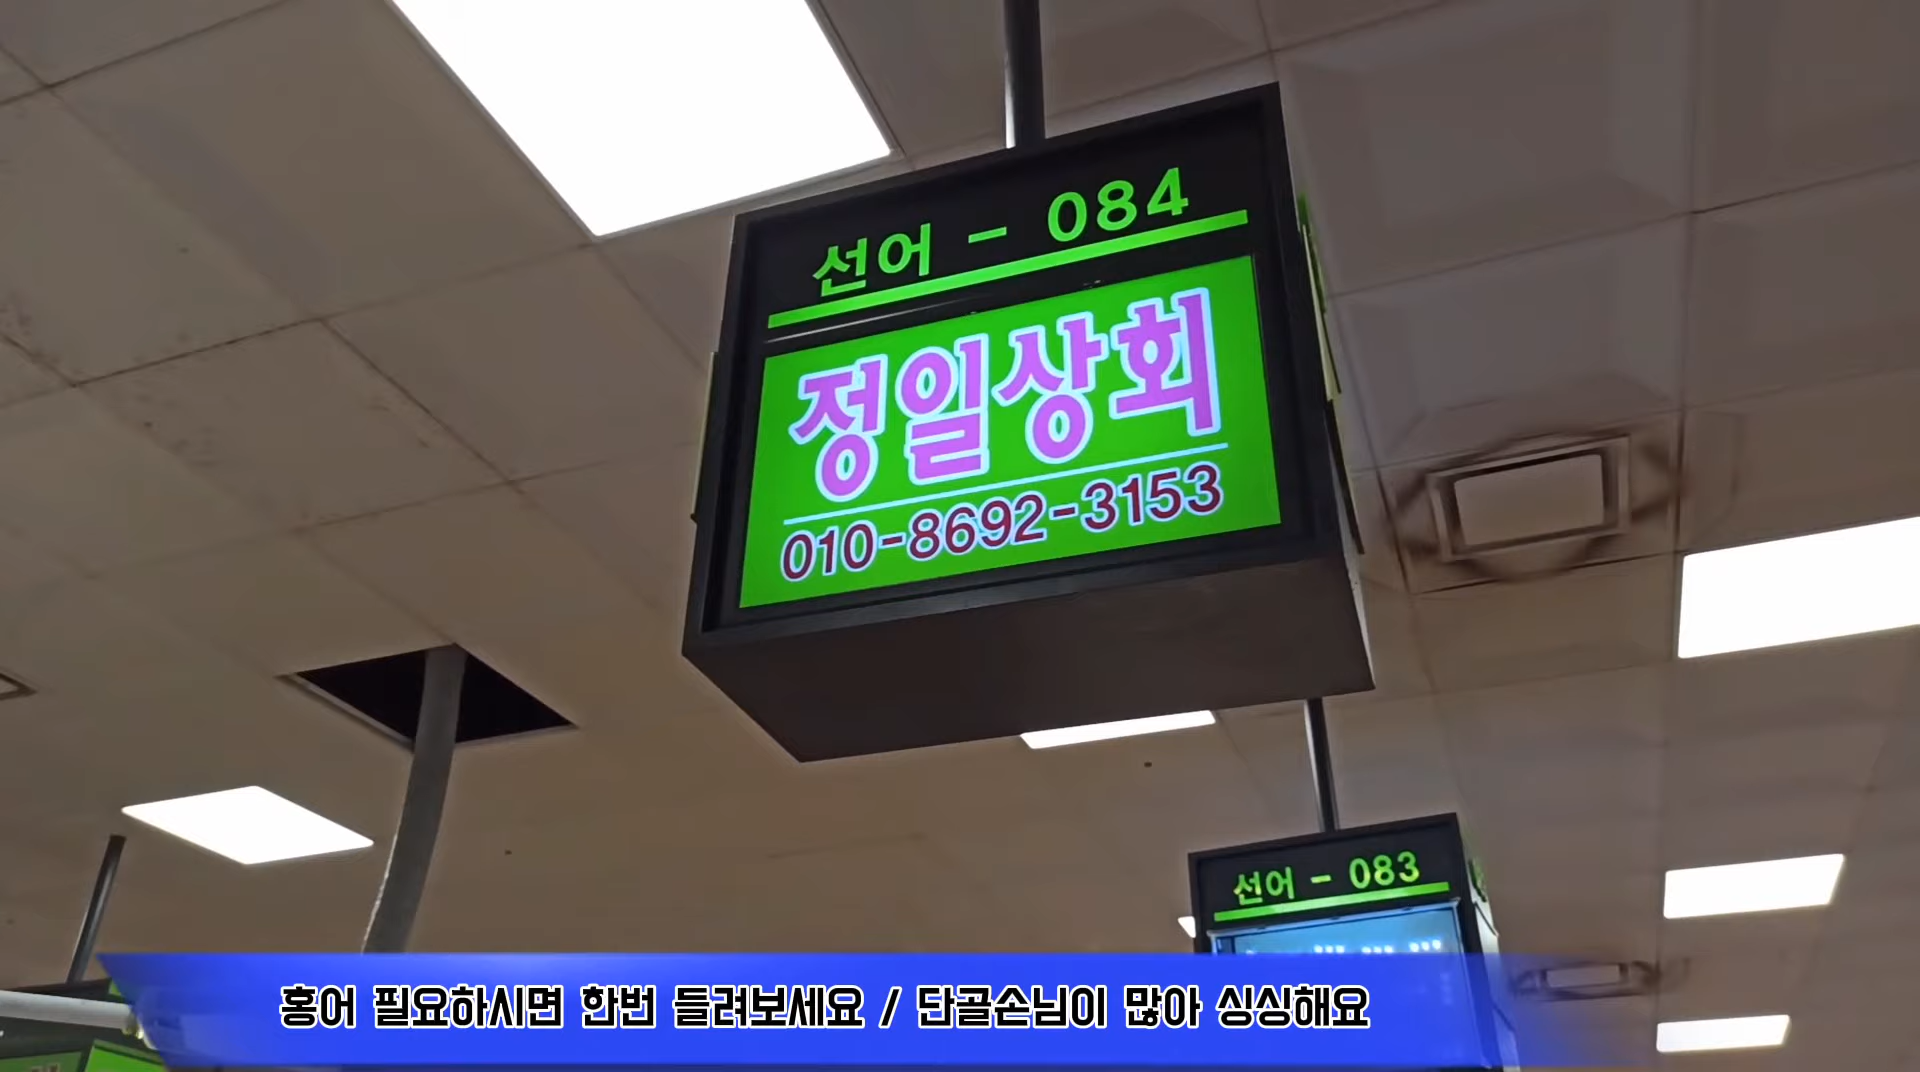 선어 - 084
정일상회
010-8692-3153
선어 - 083
홍어 필요하시면 한번 들려보세요 / 단골손님이 많아 싱싱해요